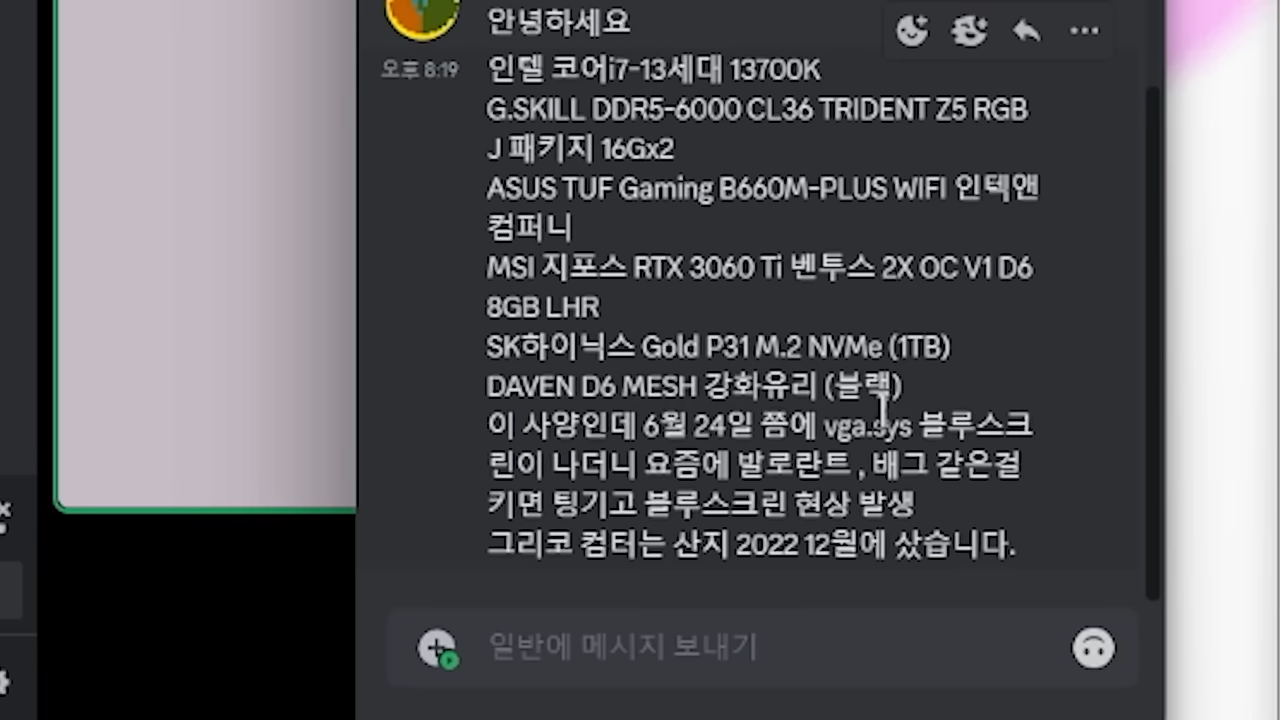 안녕하세요
오후 8:19
인텔 코어i7-13세대 13700K
G.SKILL DDR5-6000 CL36 TRIDENT Z5 RGB
J 패키지 16Gx2
ASUS TUF Gaming B660M-PLUS WIFI 인텍앤
컴퍼니
MSI 지포스 RTX 3060 Ti 벤투스 2X OC V1 D6
8GB LHR
SK하이닉스 Gold P31 M.2 NVMe (1TB)
DAVEN D6 MESH 강화유리 (블랙)
이 사양인데 6월 24일 쯤에 vga.sys 블루스크
린이 나더니 요즘에 발로란트 , 배그 같은걸
키면 팅기고 블루스크린 현상 발생
그리코 컴터는 산지 2022 12월에 샀습니다.
일반에 메시지 보내기